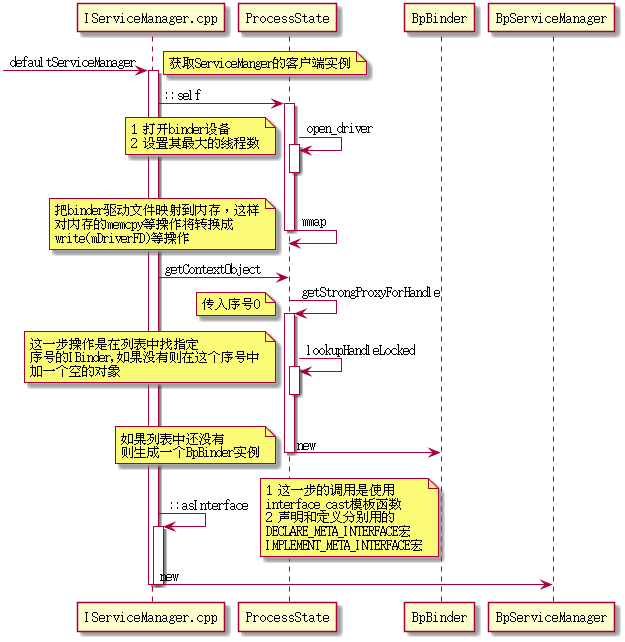 IServiceManager.cpp
ProcessState
BpBinder
BpServiceManager
defaultServiceManager
获取ServiceManger的客户端实例
::self
1 打开binder设备
2 设置其最大的线程数
open_driver
把binder驱动文件映射到内存，这样
对内存的memcpy等操作将转换成
write(mDriverFD)等操作
mmap
getContextObject
getStrongProxyForHandle
传入序号0
这一步操作是在列表中找指定
序号的IBinder,如果没有则在这个序号中
加一个空的对象
lookupHandleLocked
如果列表中还没有
则生成一个BpBinder实例
new
::asInterface
1 这一步的调用是使用
interface_cast模板函数
2 声明和定义分别用的
DECLARE_META_INTERFACE宏
IMPLEMENT_META_INTERFACE宏
new
IServiceManager.cpp
ProcessState
BpBinder
BpServiceManager